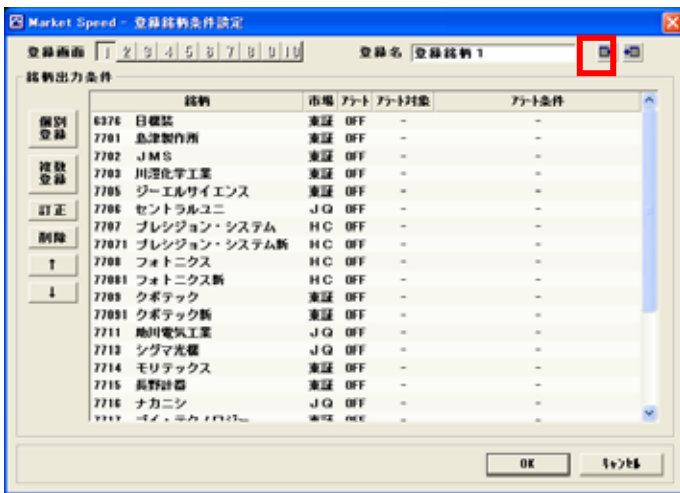 Market Speed - 登録銘柄条件設定
登録画面 1 2 3 4 5 6 7 8 9 10 登録名 登録銘柄1
銘柄出力条件
銘柄 市場 アラート アラート対象 アラート条件
個別登録
複数登録
訂正
削除
↑
↓
6376 日機装 東証 OFF - -
7701 島津製作所 東証 OFF - -
7702 JMS 東証 OFF - -
7703 川澄化学工業 東証 OFF - -
7705 ジーエルサイエンス 東証 OFF - -
7706 セントラルユニ JQ OFF - -
7707 プレシジョン・システム HC OFF - -
77071 プレシジョン・システム新 HC OFF - -
7708 フォトニクス HC OFF - -
77081 フォトニクス新 HC OFF - -
7709 クボテック 東証 OFF - -
77091 クボテック新 東証 OFF - -
7711 助川電気工業 JQ OFF - -
7713 シグマ光機 JQ OFF - -
7714 モリテックス 東証 OFF - -
7715 長野計器 東証 OFF - -
7716 ナカニシ JQ OFF - -
7717 ブイ・テクノロジー 東証 OFF
OK キャンセル